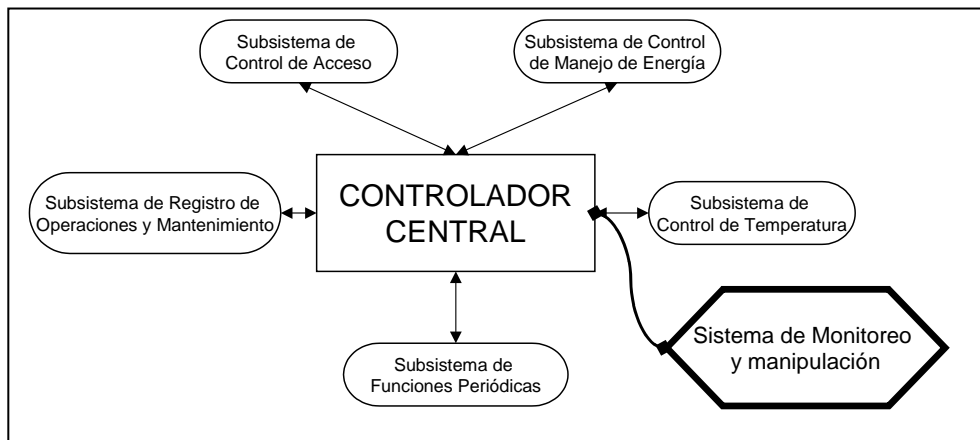 Subsistema de
Control de Acceso
Subsistema de Control
de Manejo de Energía
Subsistema de Registro de
Operaciones y Mantenimiento
CONTROLADOR
CENTRAL
Subsistema de
Control de Temperatura
Subsistema de
Funciones Periódicas
Sistema de Monitoreo
y manipulación